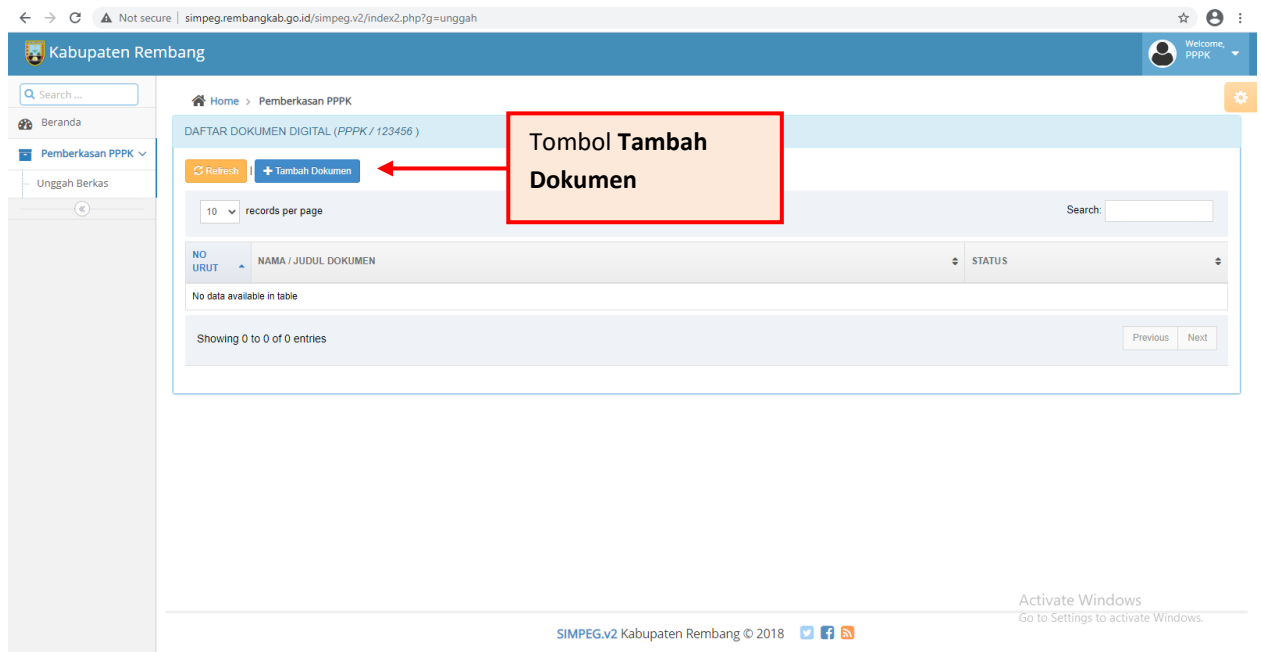 Not secure | simpeg.rembangkab.go.id/simpeg.v2/index2.php?g=unggah
Kabupaten Rembang
Welcome,
PPPK
Search ...
Home > Pemberkasan PPPK
Beranda
DAFTAR DOKUMEN DIGITAL (PPPK / 123456 )
Tombol Tambah
Dokumen
Pemberkasan PPPK
Refresh | Tambah Dokumen
Unggah Berkas
10 records per page
Search:
NO
URUT
NAMA / JUDUL DOKUMEN
STATUS
No data available in table
Showing 0 to 0 of 0 entries
Previous Next
Activate Windows
Go to Settings to activate Windows.
SIMPEG.v2 Kabupaten Rembang © 2018